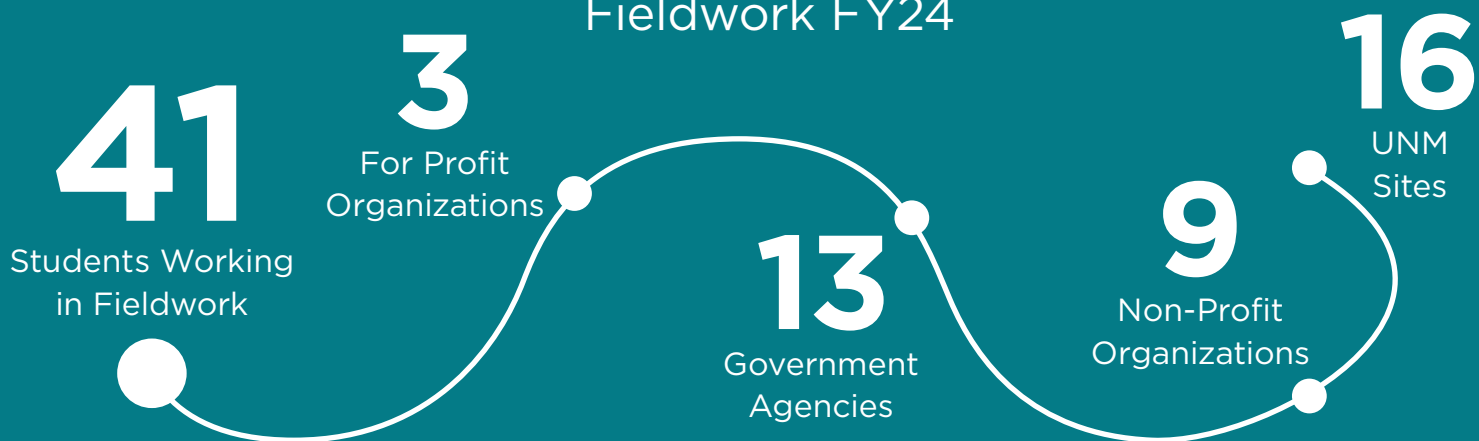 Fieldwork FY24
41
Students Working
in Fieldwork
3
For Profit
Organizations
13
Government
Agencies
9
Non-Profit
Organizations
16
UNM
Sites